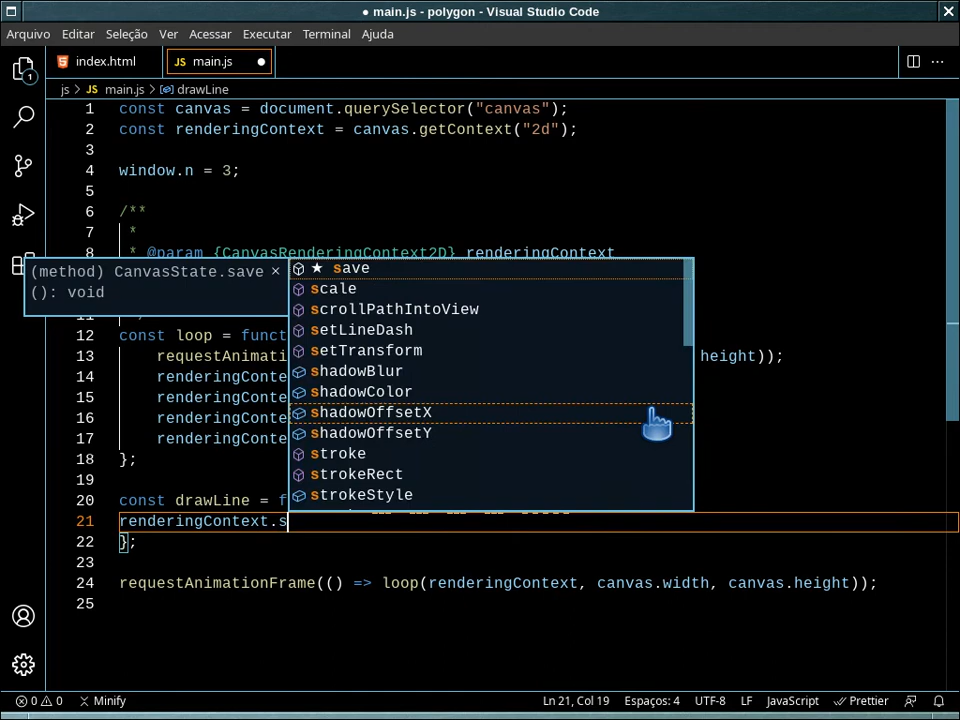 ● main.js - polygon - Visual Studio Code
Arquivo Editar Seleção Ver Acessar Executar Terminal Ajuda
index.html JS main.js
js > JS main.js > drawLine
1 const canvas = document.querySelector("canvas");
2 const renderingContext = canvas.getContext("2d");
3
4 window.n = 3;
5
6 /**
7 *
8 * @param {CanvasRenderingContext2D} renderingContext
(method) CanvasState.save
(): void
★ save
scale
scrollPathIntoView
setLineDash
setTransform
shadowBlur
shadowColor
shadowOffsetX
shadowOffsetY
stroke
strokeRect
strokeStyle
11
12 const loop = funct
13 requestAnimati height));
14 renderingConte
15 renderingConte
16 renderingConte
17 renderingConte
18 };
19
20 const drawLine = f
21 renderingContext.s
22 };
23
24 requestAnimationFrame(() => loop(renderingContext, canvas.width, canvas.height));
25
1
0 0 Minify Ln 21, Col 19 Espaços: 4 UTF-8 LF JavaScript Prettier